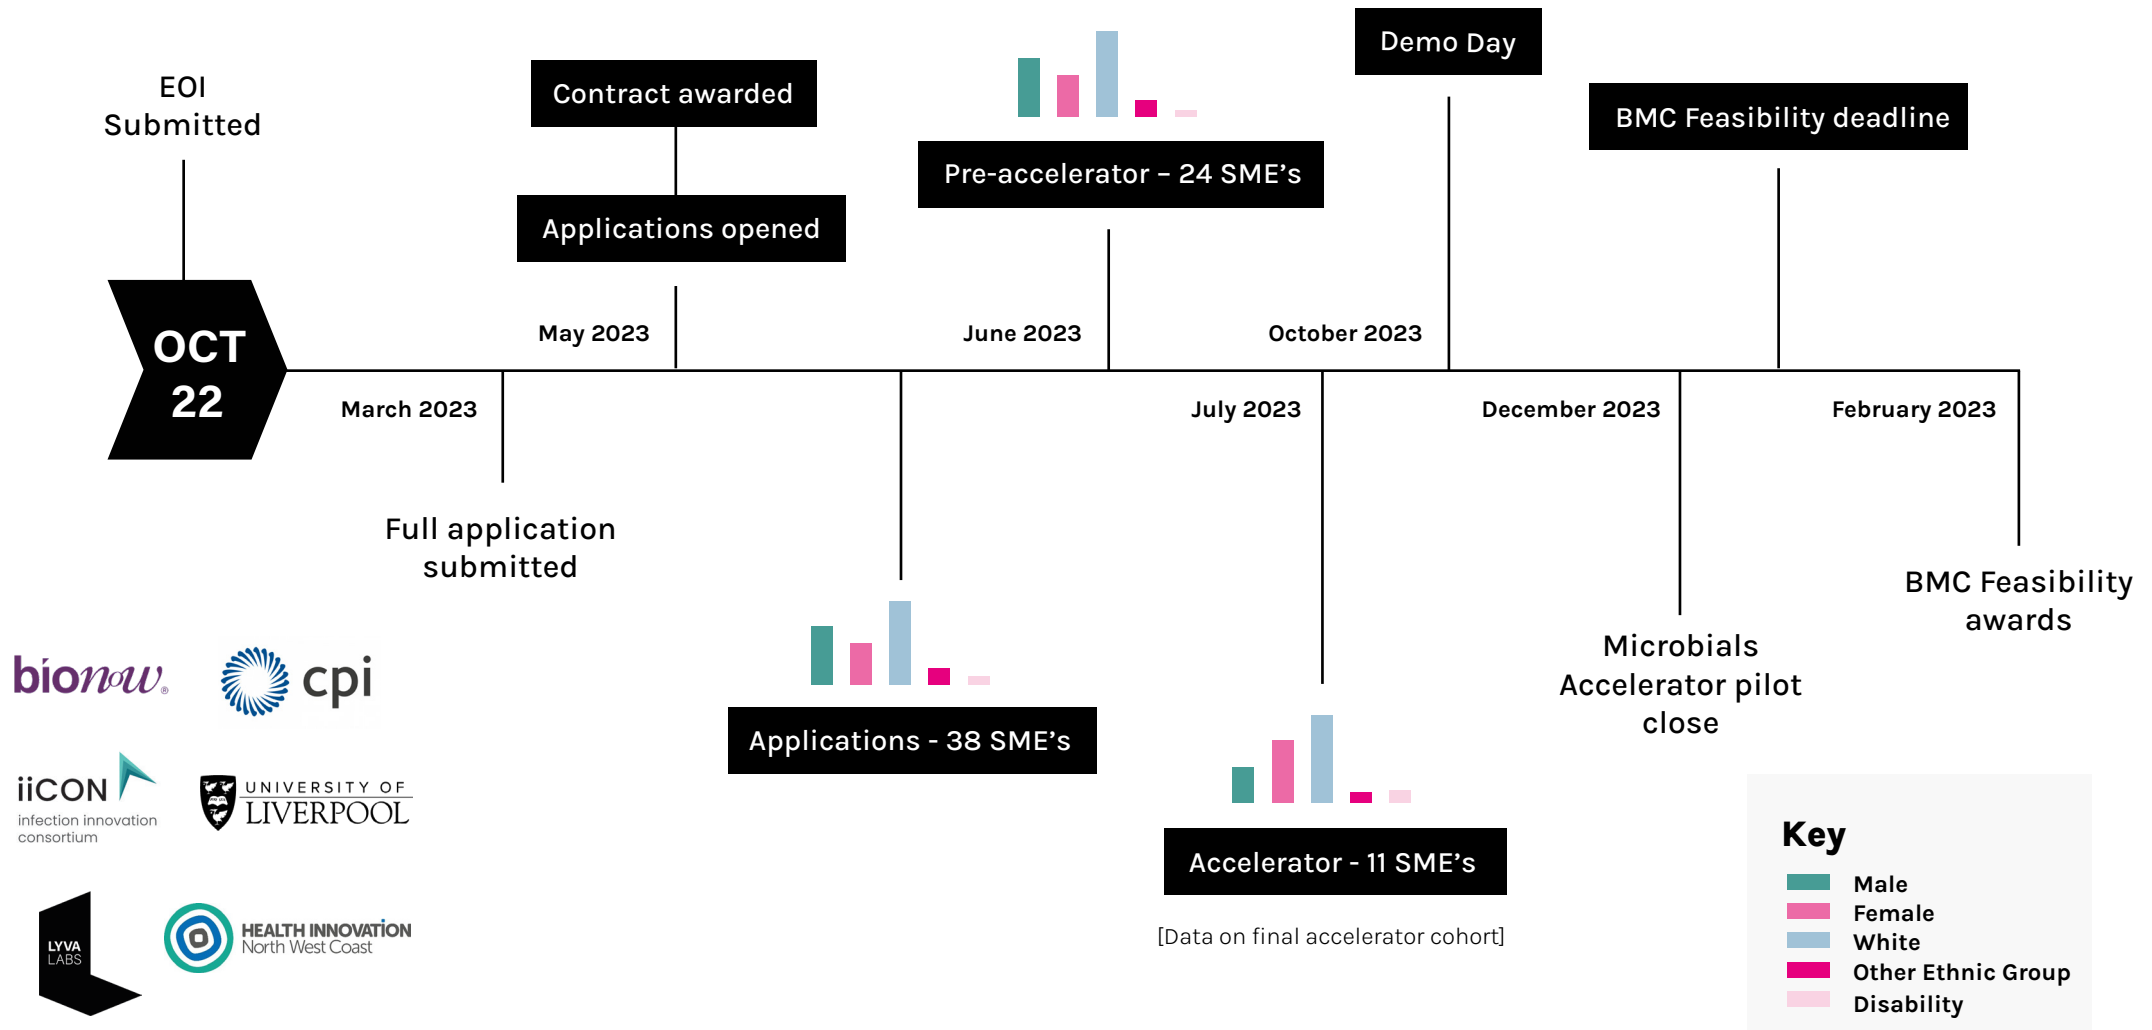 EOI
Submitted
Contract awarded
Applications opened
Pre-accelerator – 24 SME's
Demo Day
BMC Feasibility deadline
OCT
22
May 2023
June 2023
October 2023
March 2023
July 2023
December 2023
February 2023
Full application
submitted
Applications - 38 SME's
Accelerator - 11 SME's
[Data on final accelerator cohort]
Microbials
Accelerator pilot
close
BMC Feasibility
awards
bionow®
cpi
iiCON
infection innovation
consortium
UNIVERSITY OF
LIVERPOOL
LYVA
LABS
HEALTH INNOVATION
North West Coast
Key
Male
Female
White
Other Ethnic Group
Disability